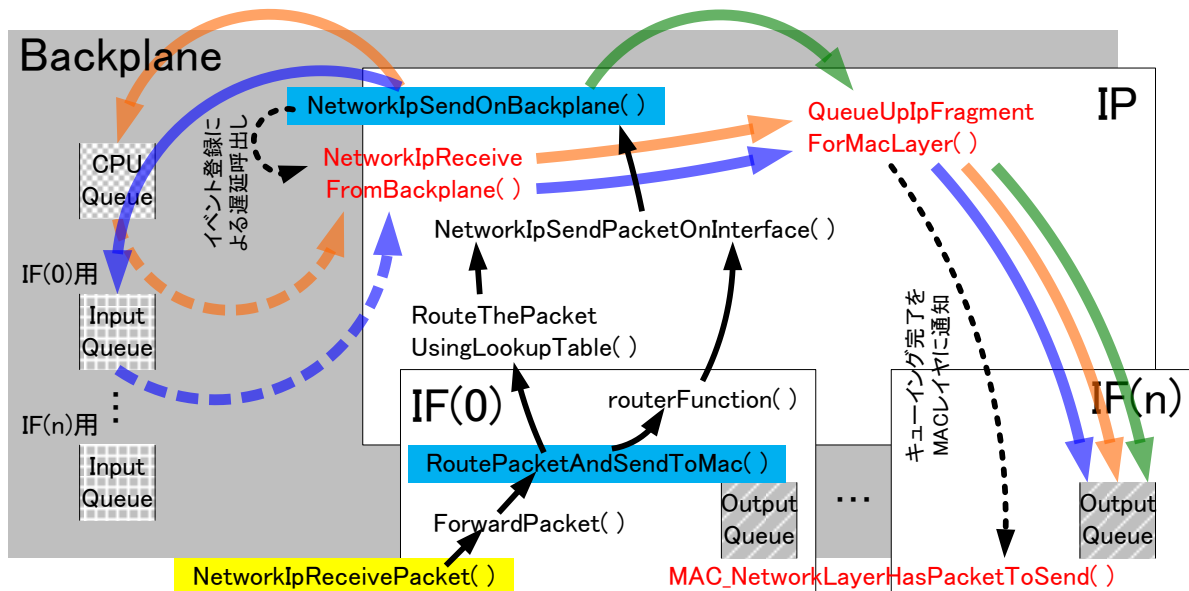 Backplane
IP
NetworkIpSendOnBackplane( )
QueueUpIpFragment
ForMacLayer( )
イベント登録に
よる遅延呼出し
CPU
Queue
NetworkIpReceive
FromBackplane( )
NetworkIpSendPacketOnInterface( )
IF(0)用
Input
Queue
RouteThePacket
UsingLookupTable( )
キューイング完了を
MACレイヤに通知
⋮
IF(n)用
Input
Queue
IF(0)
routerFunction( )
IF(n)
RoutePacketAndSendToMac( )
Output
Queue
…
Output
Queue
ForwardPacket( )
NetworkIpReceivePacket( )
MAC_NetworkLayerHasPacketToSend( )